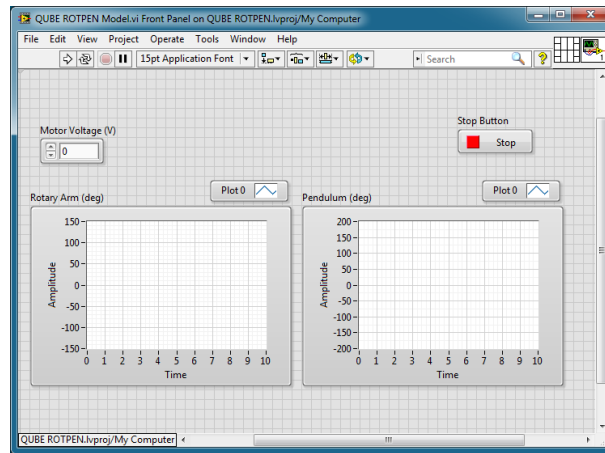 QUBE ROTPEN Model.vi Front Panel on QUBE ROTPEN.lvproj/My Computer
File Edit View Project Operate Tools Window Help
15pt Application Font
Search
?
1
Motor Voltage (V)
0
Stop Button
Stop
Rotary Arm (deg)
Plot 0
150
100
50
0
-50
-100
-150
Amplitude
0 1 2 3 4 5 6 7 8 9 10
Time
Pendulum (deg)
Plot 0
200
150
100
50
0
-50
-100
-150
-200
Amplitude
0 1 2 3 4 5 6 7 8 9 10
Time
QUBE ROTPEN.lvproj/My Computer